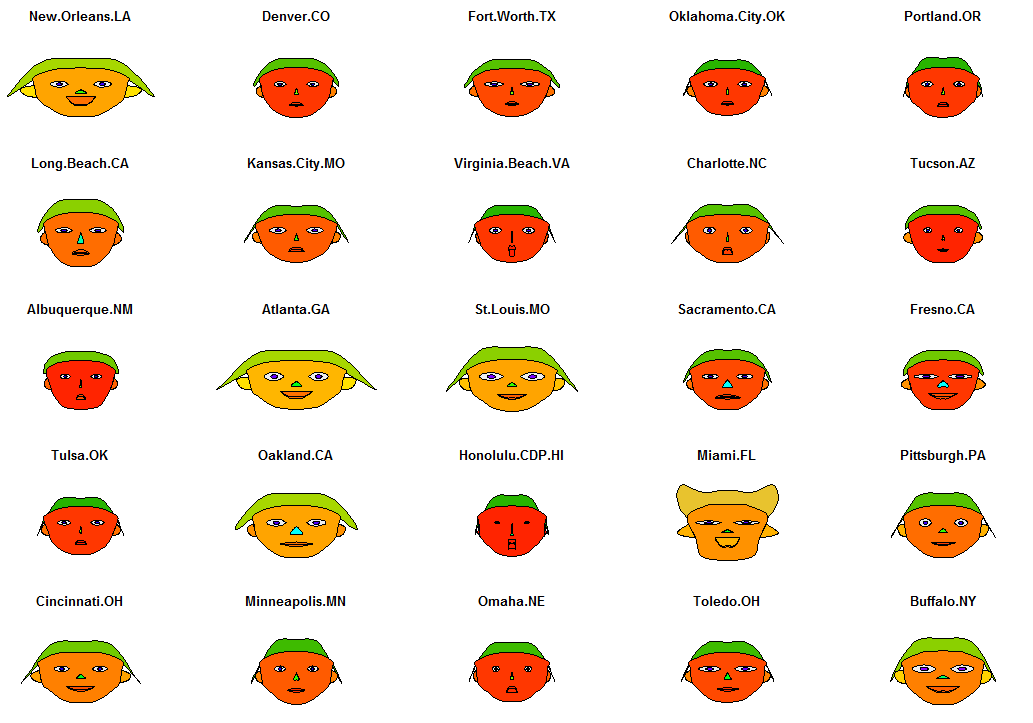 New.Orleans.LA
Denver.CO
Fort.Worth.TX
Oklahoma.City.OK
Portland.OR
Long.Beach.CA
Kansas.City.MO
Virginia.Beach.VA
Charlotte.NC
Tucson.AZ
Albuquerque.NM
Atlanta.GA
St.Louis.MO
Sacramento.CA
Fresno.CA
Tulsa.OK
Oakland.CA
Honolulu.CDP.HI
Miami.FL
Pittsburgh.PA
Cincinnati.OH
Minneapolis.MN
Omaha.NE
Toledo.OH
Buffalo.NY